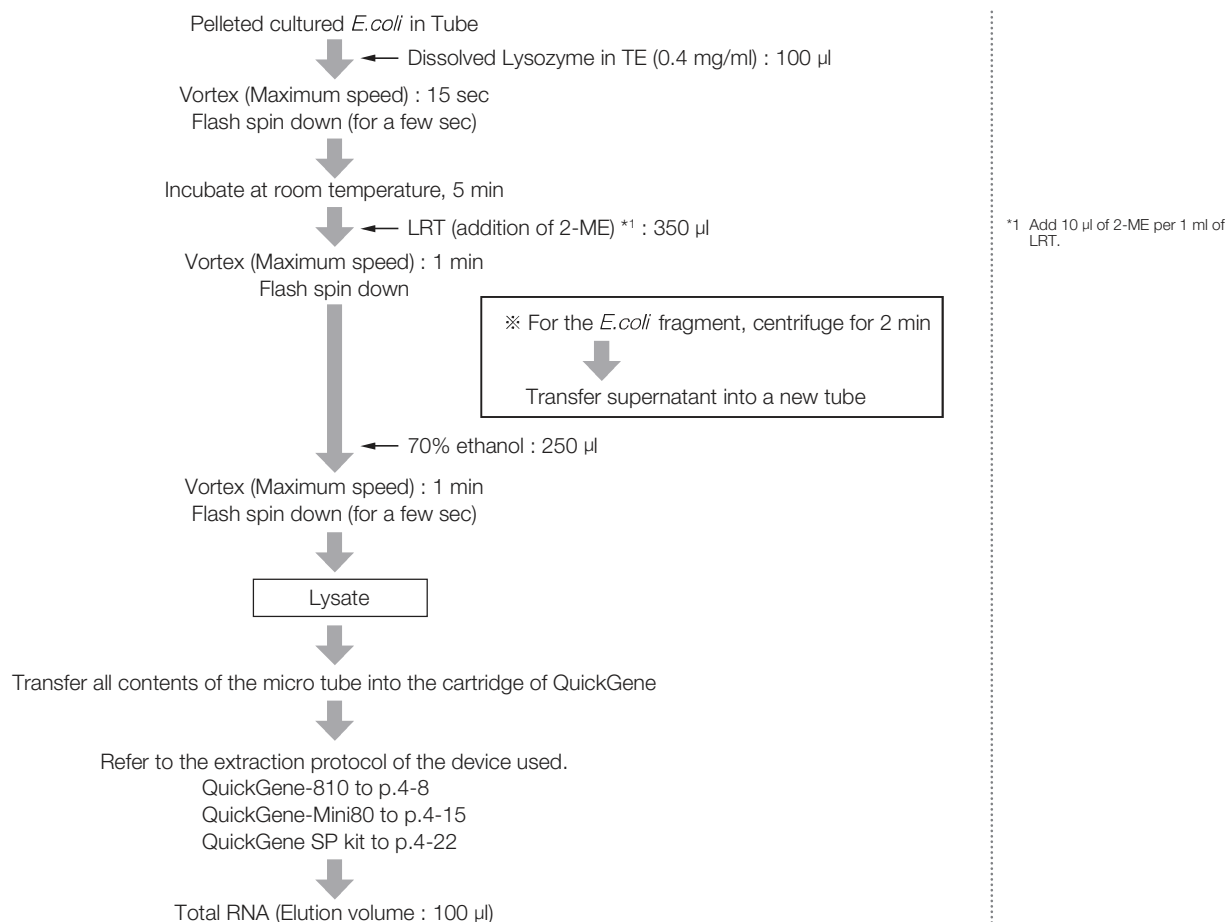 Pelleted cultured E.coli in Tube
Dissolved Lysozyme in TE (0.4 mg/ml) : 100 μl
Vortex (Maximum speed) : 15 sec
Flash spin down (for a few sec)
Incubate at room temperature, 5 min
LRT (addition of 2-ME) *1 : 350 μl
*1 Add 10 μl of 2-ME per 1 ml of
LRT.
Vortex (Maximum speed) : 1 min
Flash spin down
※ For the E.coli fragment, centrifuge for 2 min
Transfer supernatant into a new tube
70% ethanol : 250 μl
Vortex (Maximum speed) : 1 min
Flash spin down (for a few sec)
Lysate
Transfer all contents of the micro tube into the cartridge of QuickGene
Refer to the extraction protocol of the device used.
QuickGene-810 to p.4-8
QuickGene-Mini80 to p.4-15
QuickGene SP kit to p.4-22
Total RNA (Elution volume : 100 μl)